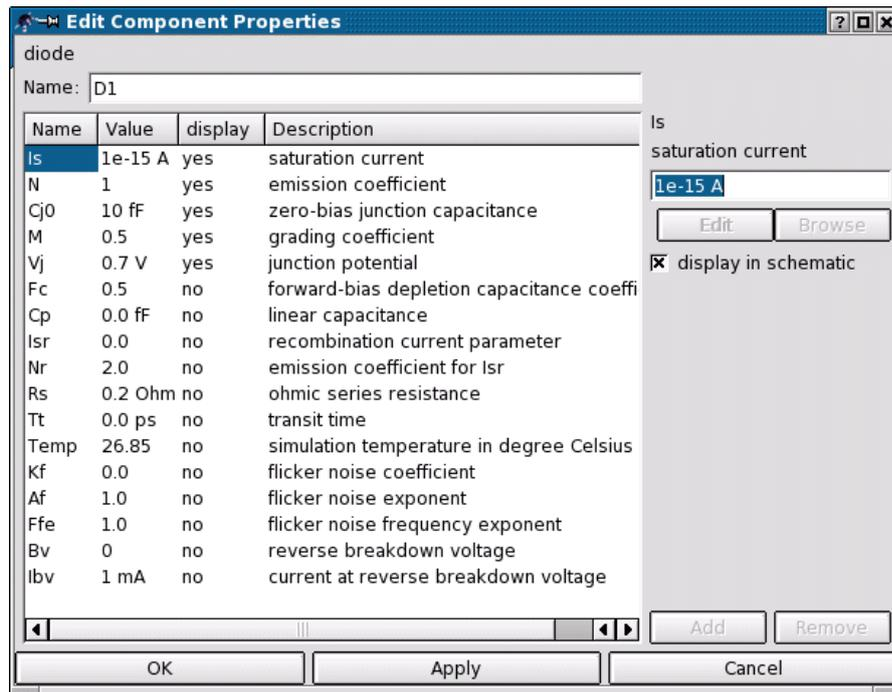 Edit Component Properties
diode
Name: D1
Name Value display Description
Is 1e-15 A yes saturation current
N 1 yes emission coefficient
Cj0 10 fF yes zero-bias junction capacitance
M 0.5 yes grading coefficient
Vj 0.7 V yes junction potential
Fc 0.5 no forward-bias depletion capacitance coeffi
Cp 0.0 fF no linear capacitance
Isr 0.0 no recombination current parameter
Nr 2.0 no emission coefficient for Isr
Rs 0.2 Ohm no ohmic series resistance
Tt 0.0 ps no transit time
Temp 26.85 no simulation temperature in degree Celsius
Kf 0.0 no flicker noise coefficient
Af 1.0 no flicker noise exponent
Ffe 1.0 no flicker noise frequency exponent
Bv 0 no reverse breakdown voltage
Ibv 1 mA no current at reverse breakdown voltage
Is
saturation current
1e-15 A
Edit Browse
display in schematic
Add Remove
OK Apply Cancel